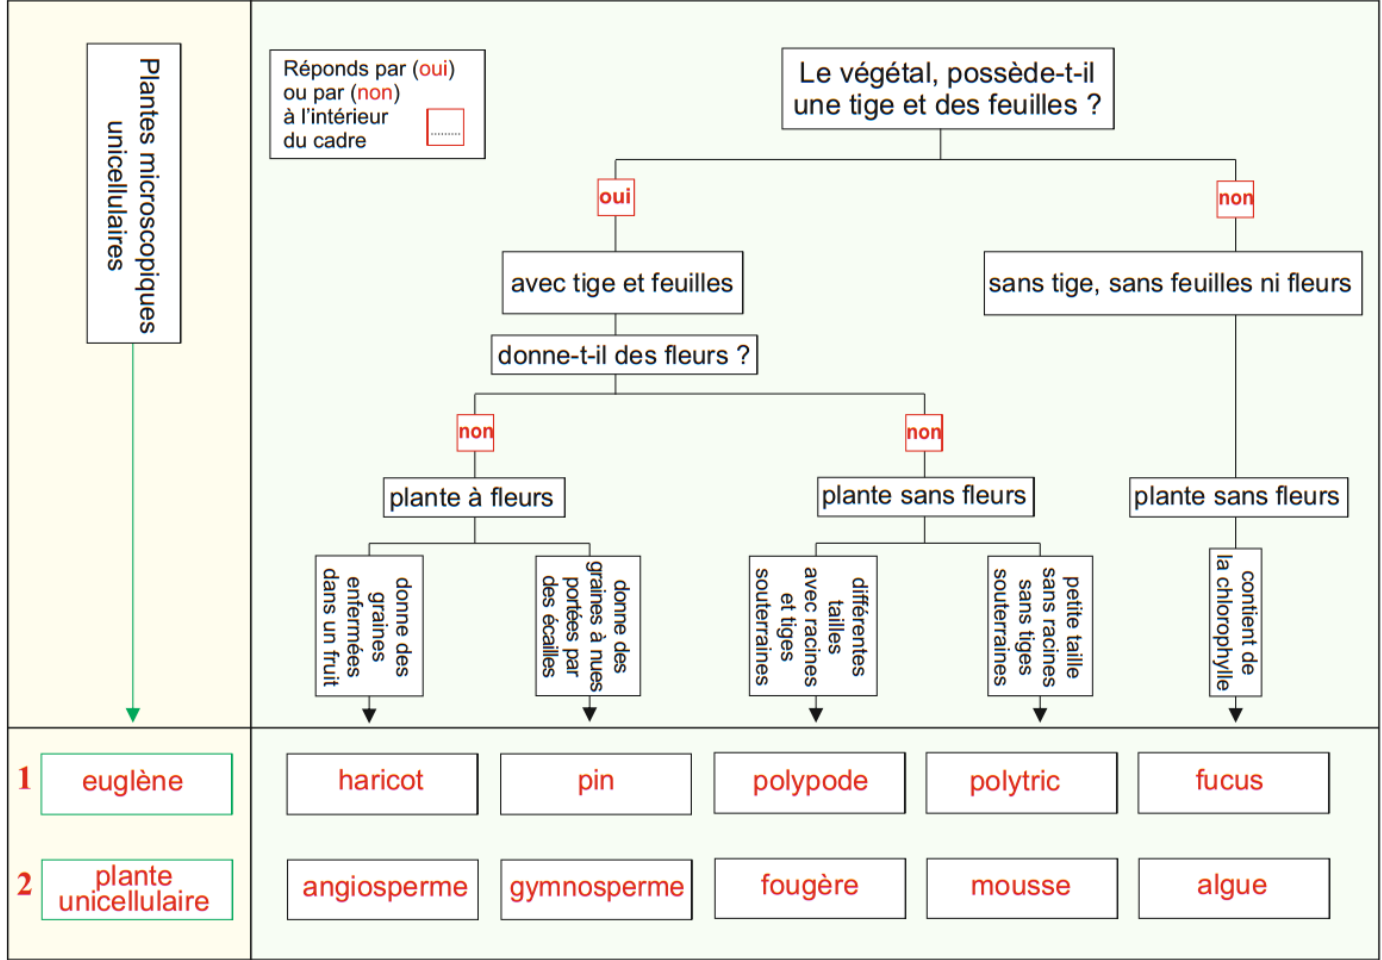 Plantes microscopiques
unicellulaires
Réponds par (oui)
ou par (non)
à l'intérieur
du cadre
.........
Le végétal, possède-t-il
une tige et des feuilles ?
oui
non
avec tige et feuilles
sans tige, sans feuilles ni fleurs
donne-t-il des fleurs ?
non
non
plante à fleurs
plante sans fleurs
plante sans fleurs
donne des
graines
enfermées
dans un fruit
donne des
graines à nues
portées par
des écailles
différentes
tailles
avec racines
et tiges
souterraines
petite taille
sans racines
sans tiges
souterraines
contient de
la chlorophylle
1
euglène
haricot
pin
polypode
polytric
fucus
2
plante
unicellulaire
angiosperme
gymnosperme
fougère
mousse
algue